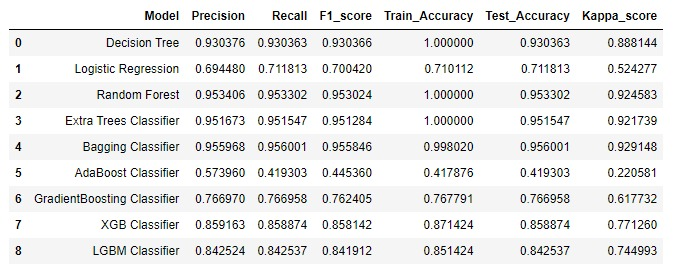 Model Precision Recall F1_score Train_Accuracy Test_Accuracy Kappa_score
0 Decision Tree 0.930376 0.930363 0.930366 1.000000 0.930363 0.888144
1 Logistic Regression 0.694480 0.711813 0.700420 0.710112 0.711813 0.524277
2 Random Forest 0.953406 0.953302 0.953024 1.000000 0.953302 0.924583
3 Extra Trees Classifier 0.951673 0.951547 0.951284 1.000000 0.951547 0.921739
4 Bagging Classifier 0.955968 0.956001 0.955846 0.998020 0.956001 0.929148
5 AdaBoost Classifier 0.573960 0.419303 0.445360 0.417876 0.419303 0.220581
6 GradientBoosting Classifier 0.766970 0.766958 0.762405 0.767791 0.766958 0.617732
7 XGB Classifier 0.859163 0.858874 0.858142 0.871424 0.858874 0.771260
8 LGBM Classifier 0.842524 0.842537 0.841912 0.851424 0.842537 0.744993